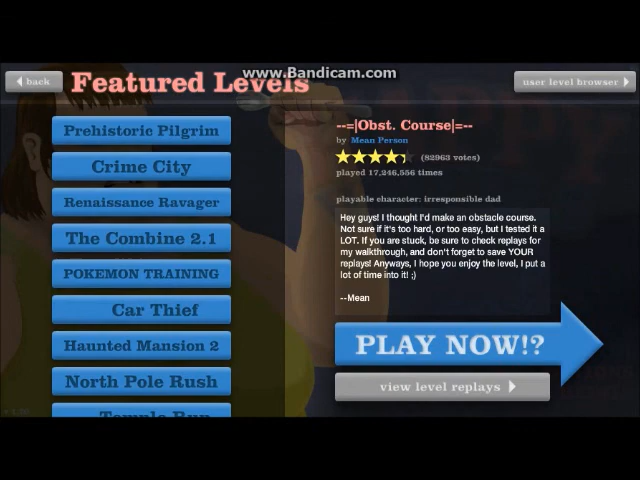 www.Bandicam.com
back
Featured Levels
user level browser
Prehistoric Pilgrim
Crime City
Renaissance Ravager
The Combine 2.1
POKEMON TRAINING
Car Thief
Haunted Mansion 2
North Pole Rush
Temple Run
--=|Obst. Course|=--
by Mean Person
(82963 votes)
played 17,246,556 times
playable character: irresponsible dad
Hey guys! I thought I'd make an obstacle course.
Not sure if it's too hard, or too easy, but I tested it a
LOT. If you are stuck, be sure to check replays for
my walkthrough, and don't forget to save YOUR
replays! Anyways, I hope you enjoy the level, I put a
lot of time into it! ;)
--Mean
PLAY NOW!?
view level replays